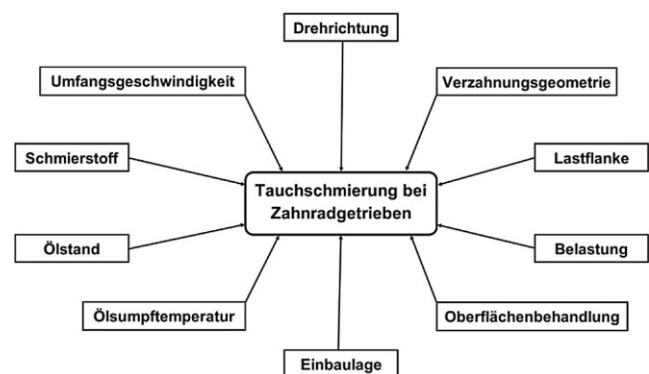 Drehrichtung
Umfangsgeschwindigkeit
Verzahnungsgeometrie
Schmierstoff
Lastflanke
Tauchschmierung bei
Zahnradgetrieben
Ölstand
Belastung
Ölsumpftemperatur
Oberflächenbehandlung
Einbaulage